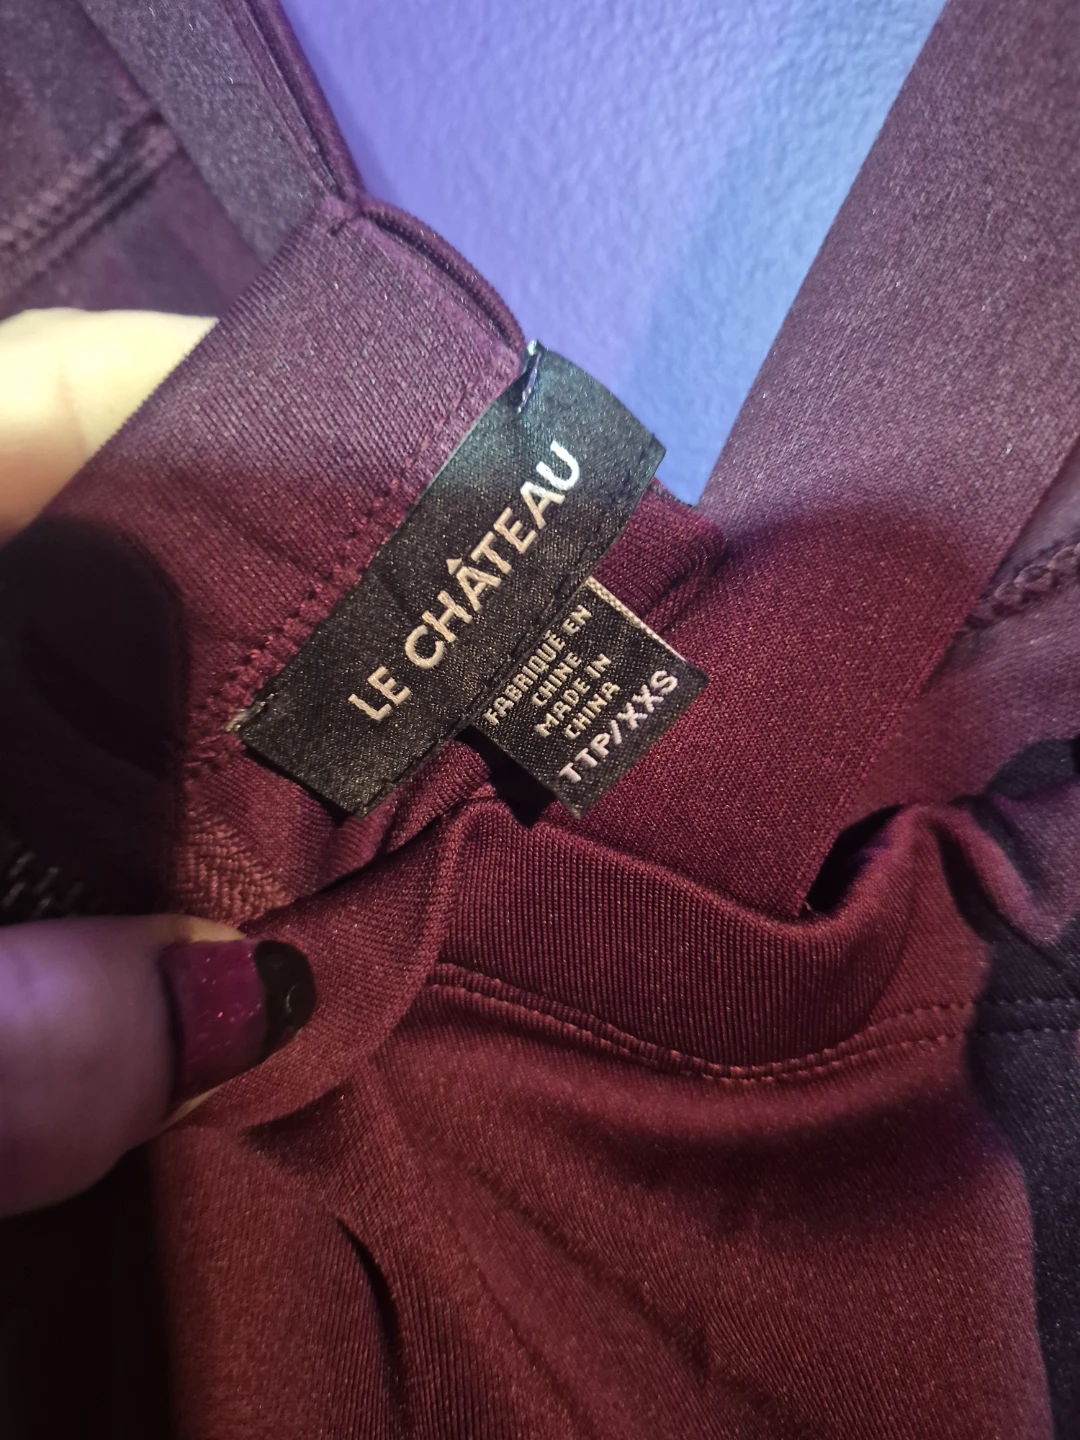 LE CHÂTEAU
FABRIQUÉ EN
CHINE
MADE IN
CHINA
TTP/XXS